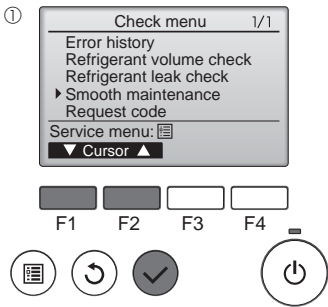 ①
Check menu 1/1
Error history
Refrigerant volume check
Refrigerant leak check
Smooth maintenance
Request code
Service menu:
▼ Cursor ▲
F1 F2 F3 F4